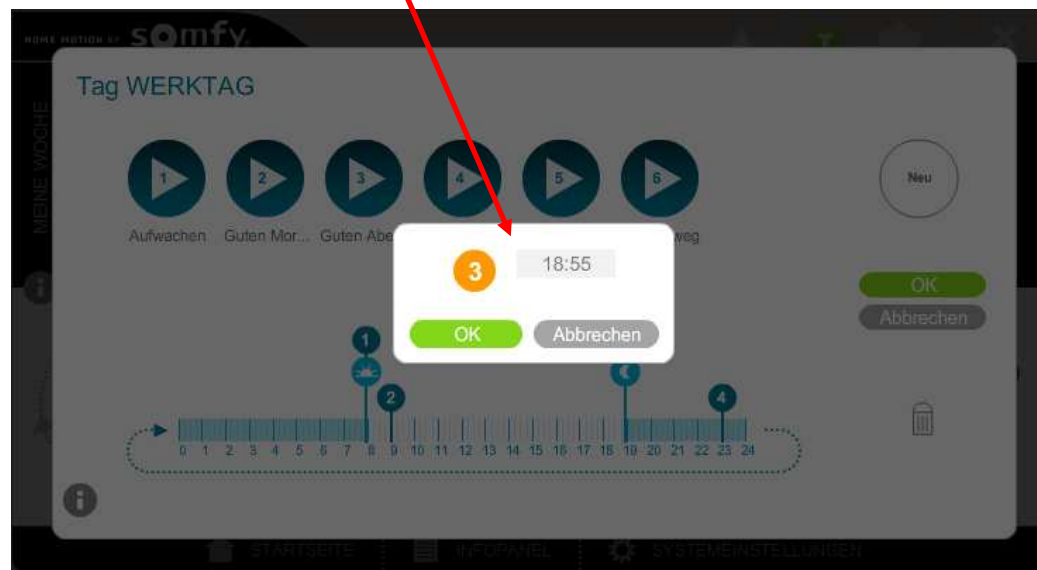 HOME MOTION BY somfy.
MEINE WOCHE
Tag WERKTAG
1 2 3 4 5 6
Neu
Aufwachen Guten Mor... Guten Abe weg
3 18:55
OK Abbrechen
OK
Abbrechen
1
2 4
0 1 2 3 4 5 6 7 8 9 10 11 12 13 14 15 16 17 18 19 20 21 22 23 24
i
STARTSEITE INFOPANEL SYSTEMEINSTELLUNGEN